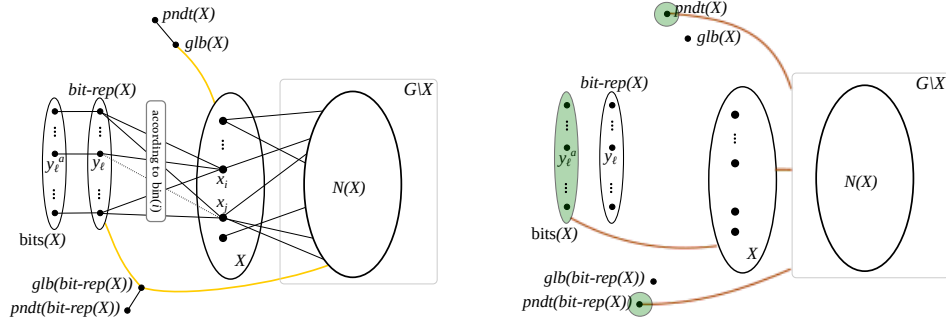 pndt(X)
glb(X)
bit-rep(X)
G\X
according to bin(i)
y_ℓ^a
y_ℓ
x_i
x_j
N(X)
X
bits(X)
glb(bit-rep(X))
pndt(bit-rep(X))
pndt(X)
glb(X)
bit-rep(X)
G\X
y_ℓ^a
y_ℓ
N(X)
X
bits(X)
glb(bit-rep(X))
pndt(bit-rep(X))